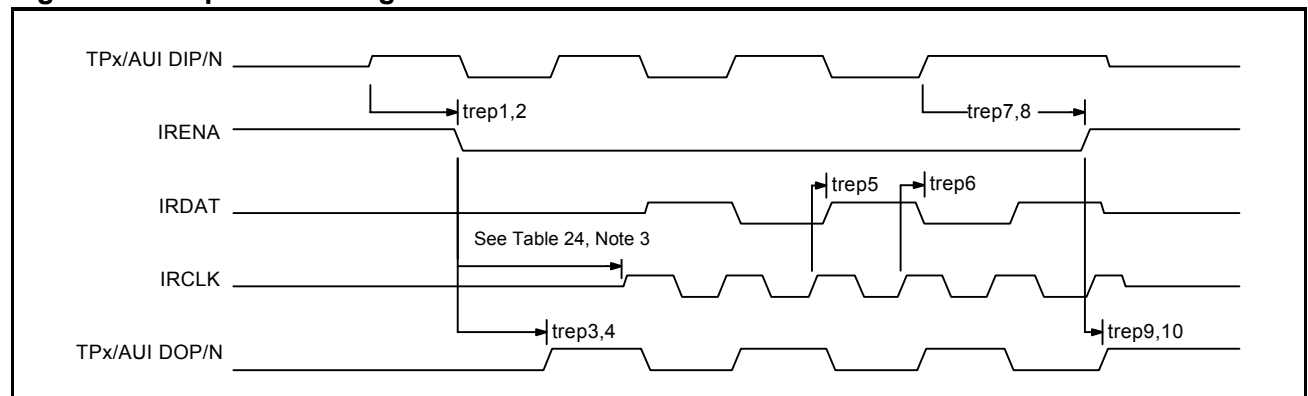 TPx/AUI DIP/N
trep1,2
trep7,8
IRENA
trep5
trep6
IRDAT
See Table 24, Note 3
IRCLK
trep3,4
trep9,10
TPx/AUI DOP/N